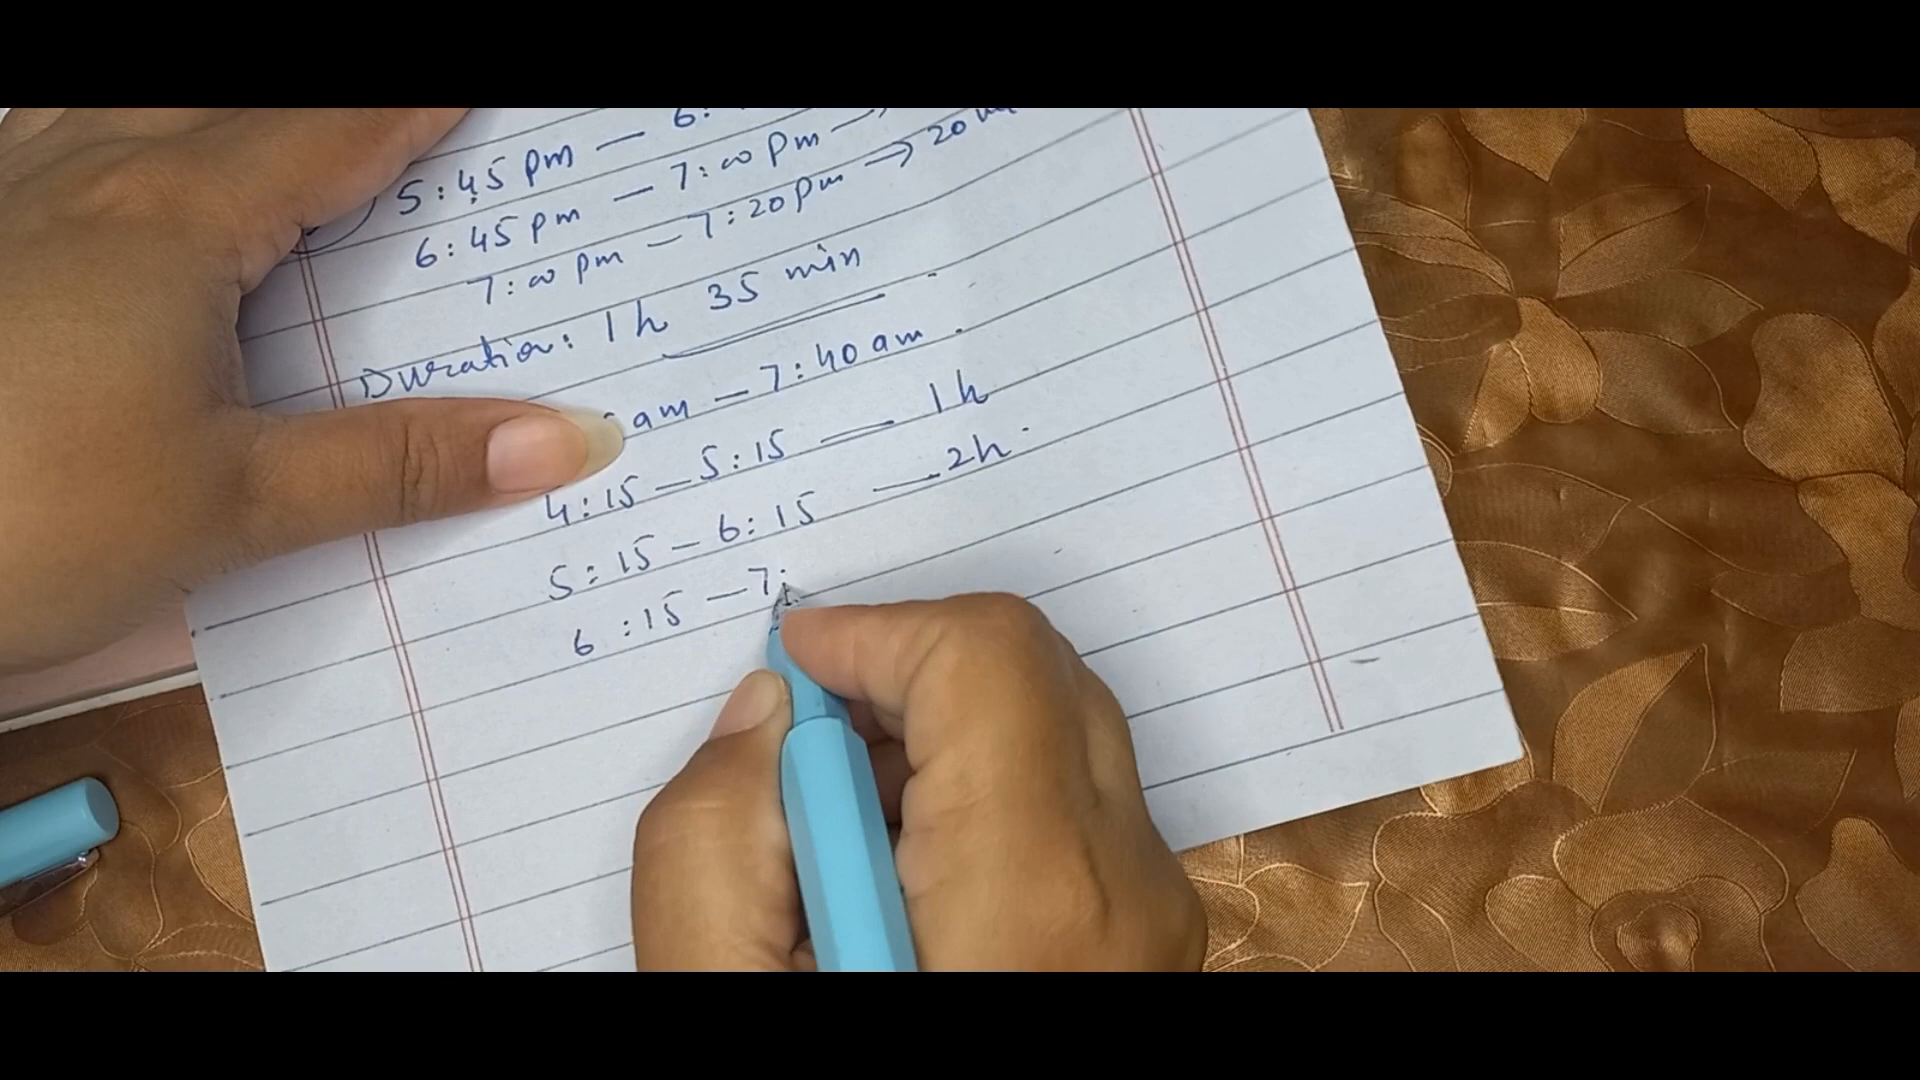 5:45 pm — 6:
6:45 pm — 7:00 pm —
7:00 pm — 7:20 pm → 20
Duration: 1h 35 min
am — 7:40 am.
4:15 — 5:15 — 1h
5:15 — 6:15 — 2h.
6:15 — 7: